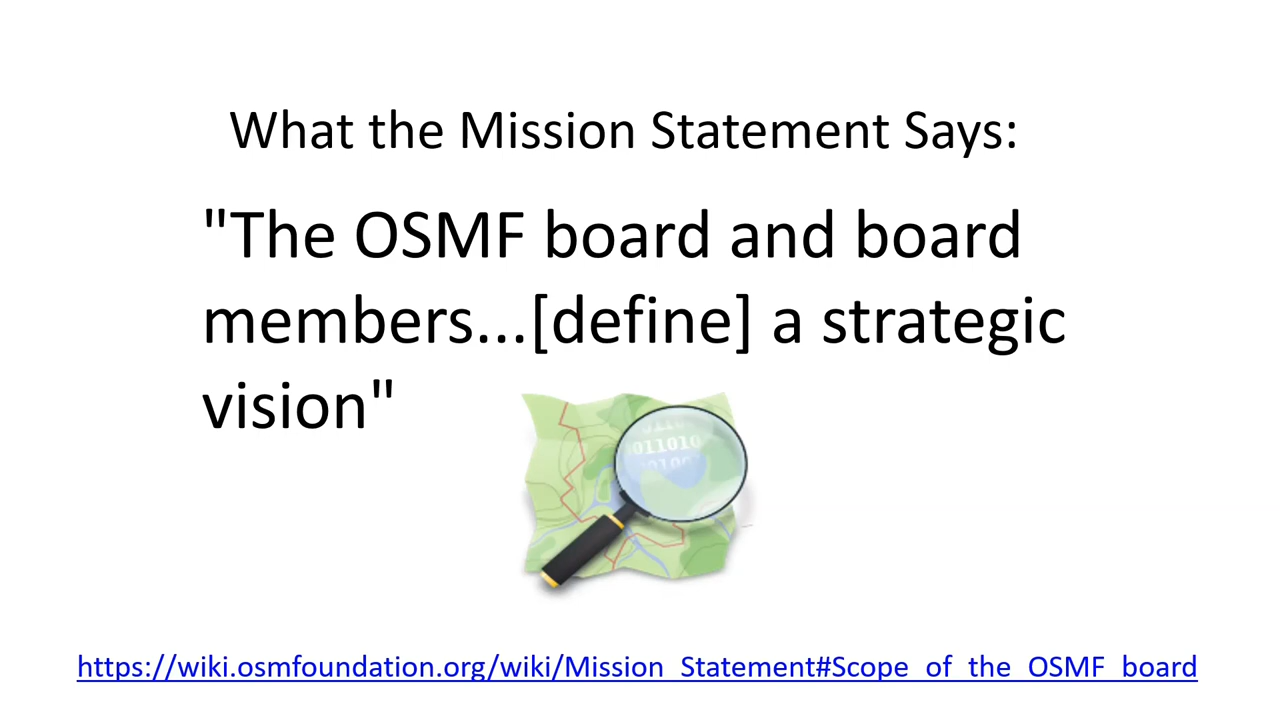 What the Mission Statement Says:
"The OSMF board and board
members...[define] a strategic
vision"
011010
https://wiki.osmfoundation.org/wiki/Mission_Statement#Scope_of_the_OSMF_board